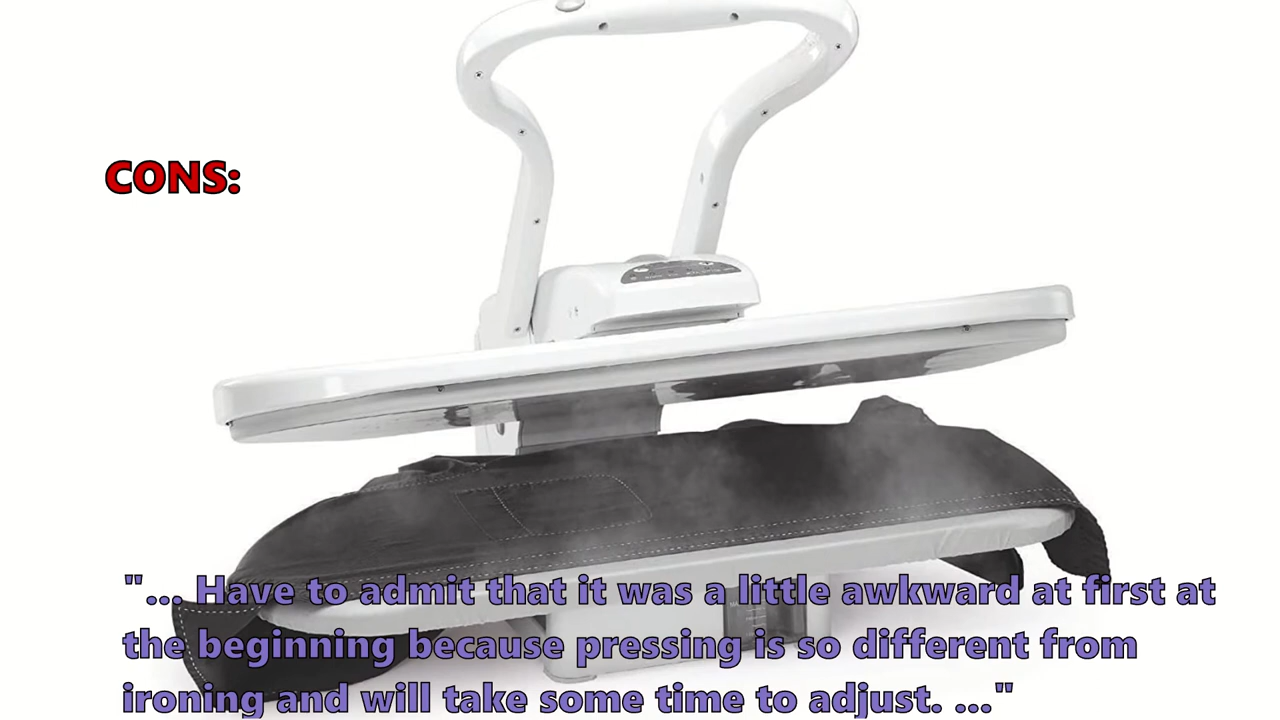 CONS:
"... Have to admit that it was a little awkward at first at
the beginning because pressing is so different from
ironing and will take some time to adjust. ..."